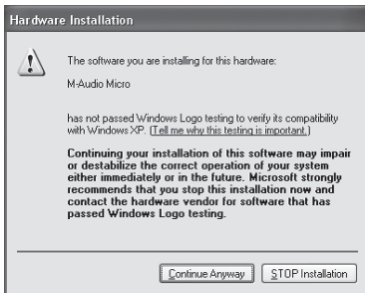 Hardware Installation
The software you are installing for this hardware:
M-Audio Micro
has not passed Windows Logo testing to verify its compatibility
with Windows XP. (Tell me why this testing is important.)
Continuing your installation of this software may impair
or destabilize the correct operation of your system
either immediately or in the future. Microsoft strongly
recommends that you stop this installation now and
contact the hardware vendor for software that has
passed Windows Logo testing.
Continue Anyway
STOP Installation